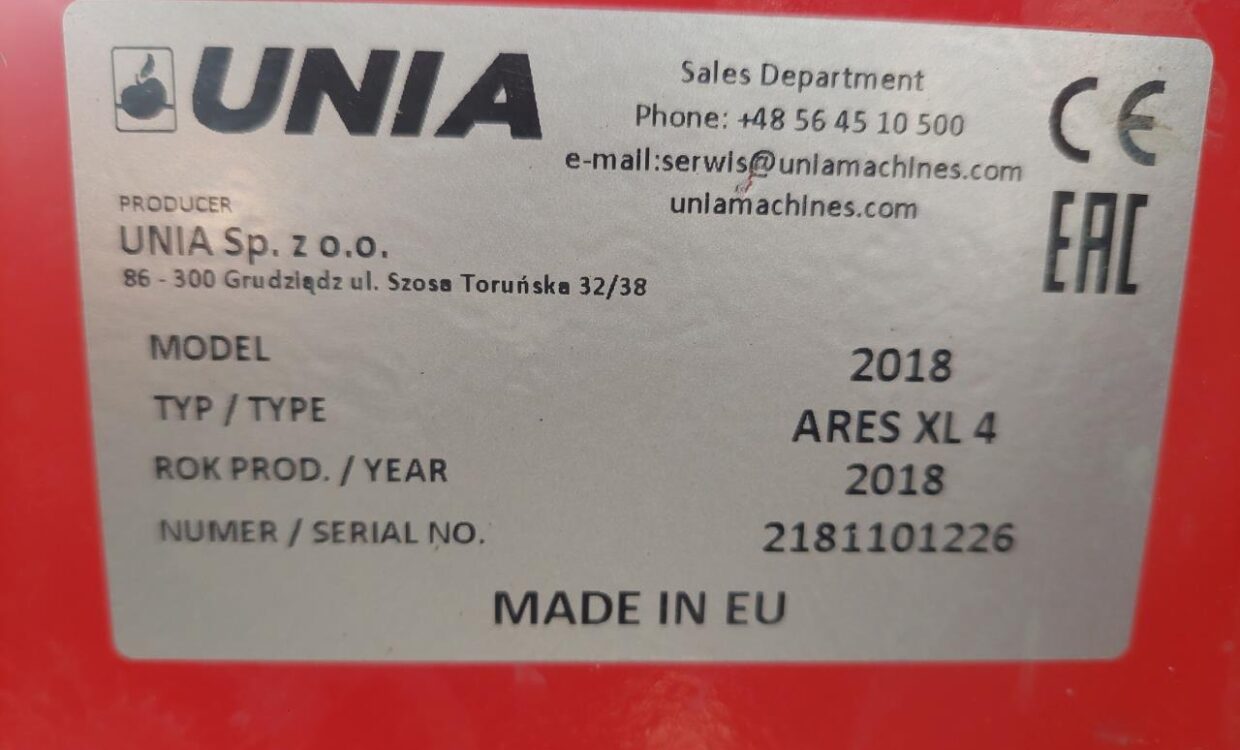 UNIA
Sales Department
Phone: +48 56 45 10 500
e-mail:serwis@uniamachines.com
uniamachines.com
CE
EAC
PRODUCER
UNIA Sp. z o.o.
86 - 300 Grudziądz ul. Szosa Toruńska 32/38
MODEL 2018
TYP / TYPE ARES XL 4
ROK PROD. / YEAR 2018
NUMER / SERIAL NO. 2181101226
MADE IN EU